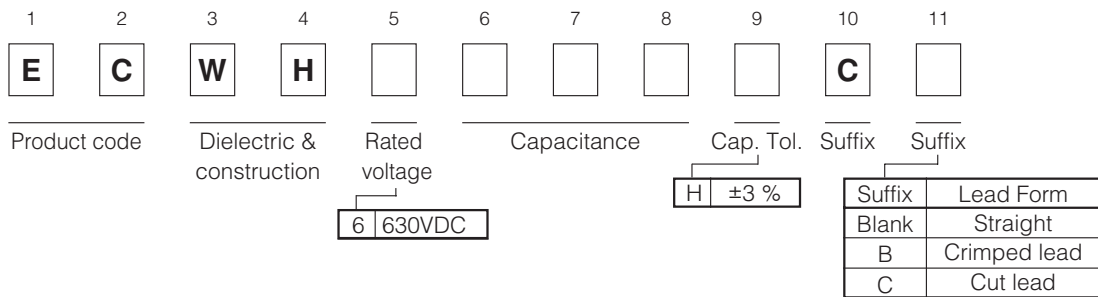 1 2 3 4 5 6 7 8 9 10 11
E C W H C
Product code Dielectric & Rated Capacitance Cap. Tol. Suffix Suffix
construction voltage
H ±3 % Suffix Lead Form
6 630VDC Blank Straight
B Crimped lead
C Cut lead